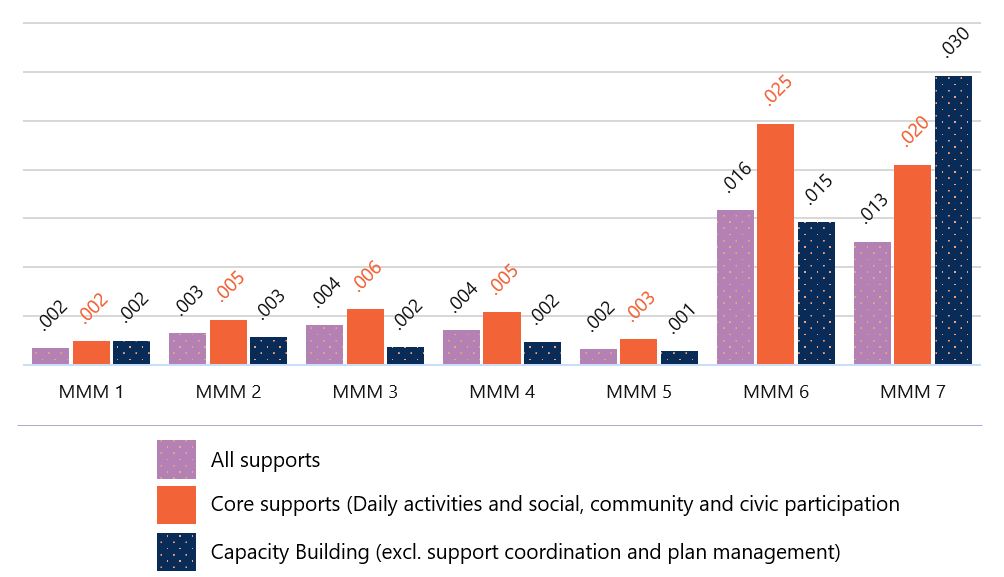 .002 .002 .002 .003 .005 .003 .004 .006 .002 .004 .005 .002 .002 .003 .001 .016 .025 .015 .013 .020 .030
MMM 1 MMM 2 MMM 3 MMM 4 MMM 5 MMM 6 MMM 7
All supports
Core supports (Daily activities and social, community and civic participation
Capacity Building (excl. support coordination and plan management)